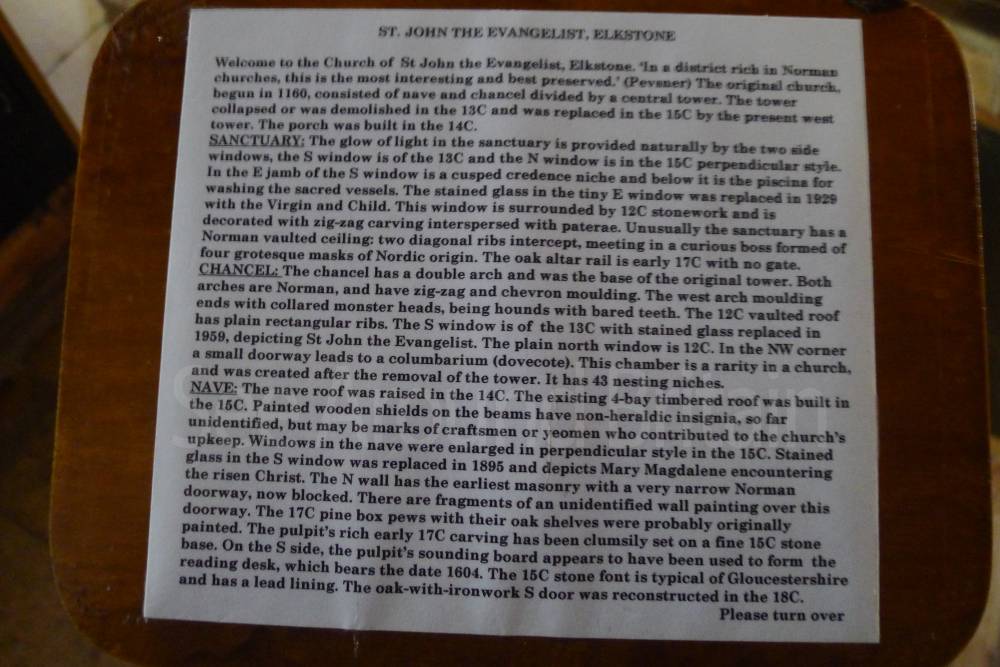 ST. JOHN THE EVANGELIST, ELKSTONE
Welcome to the Church of St John the Evangelist, Elkstone. 'In a district rich in Norman
churches, this is the most interesting and best preserved.' (Pevsner) The original church,
begun in 1160, consisted of nave and chancel divided by a central tower. The tower
collapsed or was demolished in the 13C and was replaced in the 15C by the present west
tower. The porch was built in the 14C.
SANCTUARY: The glow of light in the sanctuary is provided naturally by the two side
windows, the S window is of the 13C and the N window is in the 15C perpendicular style.
In the E jamb of the S window is a cusped credence niche and below it is the piscina for
washing the sacred vessels. The stained glass in the tiny E window was replaced in 1929
with the Virgin and Child. This window is surrounded by 12C stonework and is
decorated with zig-zag carving interspersed with paterae. Unusually the sanctuary has a
Norman vaulted ceiling: two diagonal ribs intercept, meeting in a curious boss formed of
four grotesque masks of Nordic origin. The oak altar rail is early 17C with no gate.
CHANCEL: The chancel has a double arch and was the base of the original tower. Both
arches are Norman, and have zig-zag and chevron moulding. The west arch moulding
ends with collared monster heads, being hounds with bared teeth. The 12C vaulted roof
has plain rectangular ribs. The S window is of the 13C with stained glass replaced in
1959, depicting St John the Evangelist. The plain north window is 12C. In the NW corner
a small doorway leads to a columbarium (dovecote). This chamber is a rarity in a church,
and was created after the removal of the tower. It has 43 nesting niches.
NAVE: The nave roof was raised in the 14C. The existing 4-bay timbered roof was built in
the 15C. Painted wooden shields on the beams have non-heraldic insignia, so far
unidentified, but may be marks of craftsmen or yeomen who contributed to the church's
upkeep. Windows in the nave were enlarged in perpendicular style in the 15C. Stained
glass in the S window was replaced in 1895 and depicts Mary Magdalene encountering
the risen Christ. The N wall has the earliest masonry with a very narrow Norman
doorway, now blocked. There are fragments of an unidentified wall painting over this
doorway. The 17C pine box pews with their oak shelves were probably originally
painted. The pulpit's rich early 17C carving has been clumsily set on a fine 15C stone
base. On the S side, the pulpit's sounding board appears to have been used to form the
reading desk, which bears the date 1604. The 15C stone font is typical of Gloucestershire
and has a lead lining. The oak-with-ironwork S door was reconstructed in the 18C.
Please turn over